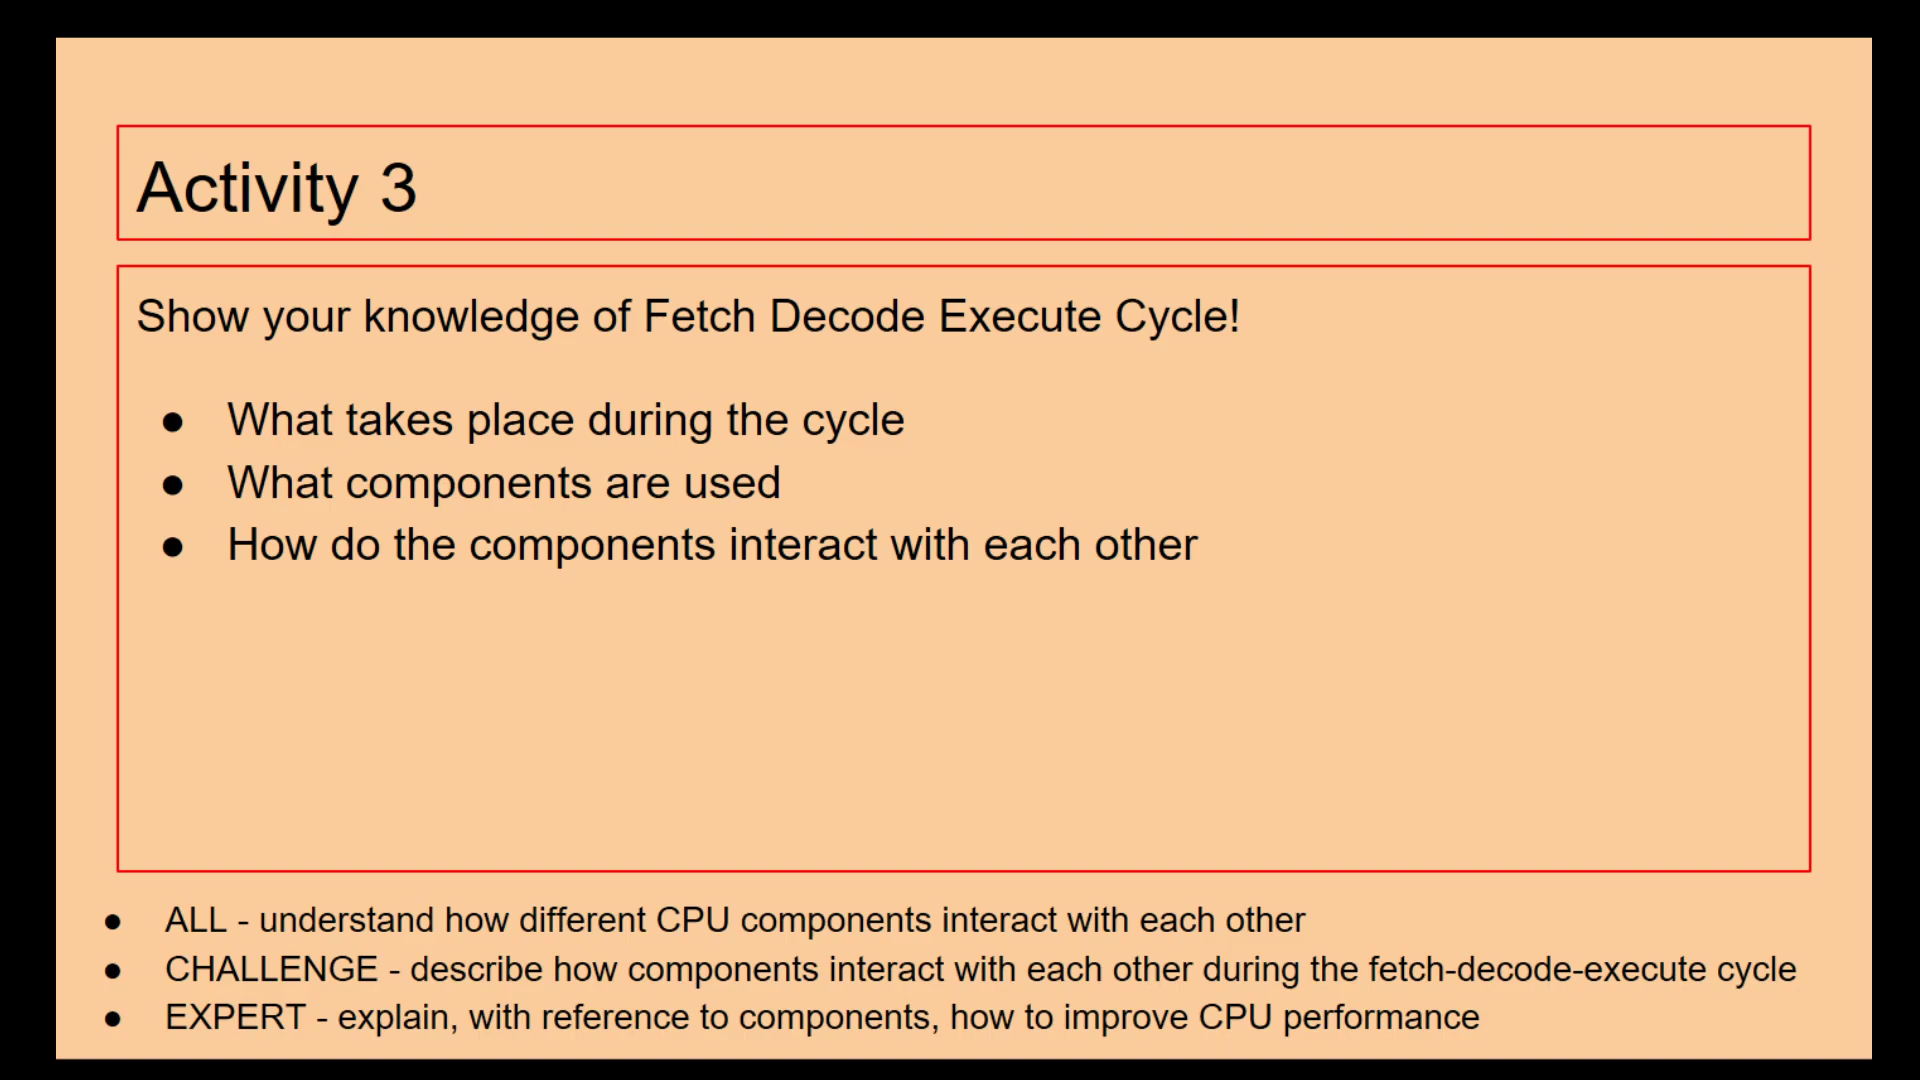 Activity 3
Show your knowledge of Fetch Decode Execute Cycle!
● What takes place during the cycle
● What components are used
● How do the components interact with each other
● ALL - understand how different CPU components interact with each other
● CHALLENGE - describe how components interact with each other during the fetch-decode-execute cycle
● EXPERT - explain, with reference to components, how to improve CPU performance